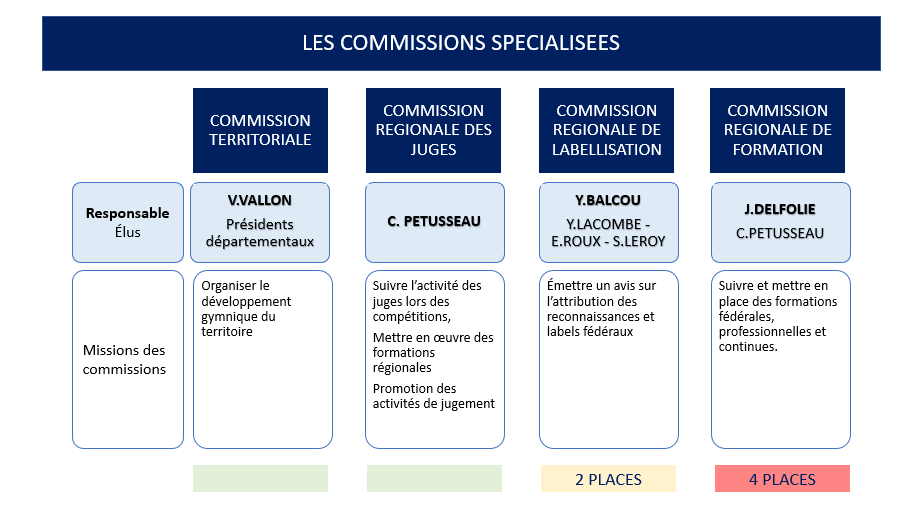 LES COMMISSIONS SPECIALISEES
COMMISSION
TERRITORIALE
COMMISSION
REGIONALE DES
JUGES
COMMISSION
REGIONALE DE
LABELLISATION
COMMISSION
REGIONALE DE
FORMATION
Responsable
Élus
V.VALLON
Présidents
départementaux
C. PETUSSEAU
Y.BALCOU
Y.LACOMBE -
E.ROUX - S.LEROY
J.DELFOLIE
C.PETUSSEAU
Missions des
commissions
Organiser le
développement
gymnique du
territoire
Suivre l’activité des
juges lors des
compétitions,
Mettre en œuvre des
formations
régionales
Promotion des
activités de jugement
Émettre un avis sur
l’attribution des
reconnaissances et
labels fédéraux
Suivre et mettre en
place des formations
fédérales,
professionnelles et
continues.
2 PLACES
4 PLACES